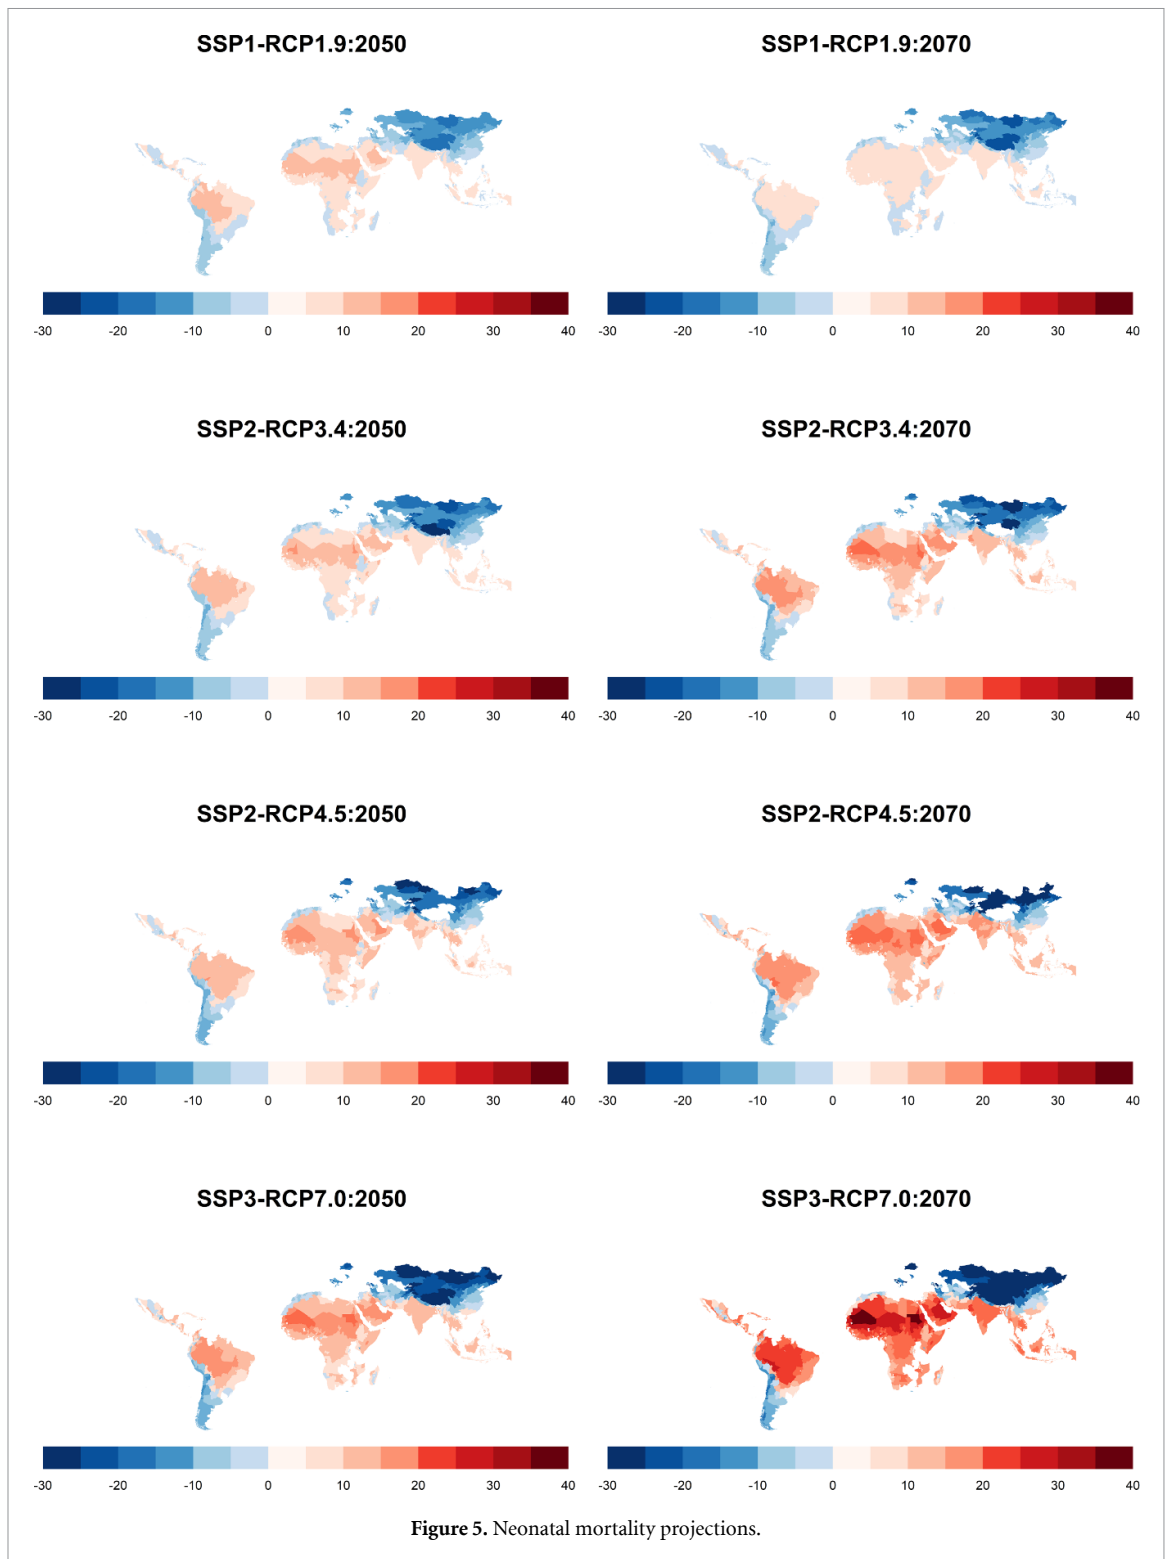 SSP1-RCP1.9:2050
SSP1-RCP1.9:2070
-30 -20 -10 0 10 20 30 40
-30 -20 -10 0 10 20 30 40
SSP2-RCP3.4:2050
SSP2-RCP3.4:2070
-30 -20 -10 0 10 20 30 40
-30 -20 -10 0 10 20 30 40
SSP2-RCP4.5:2050
SSP2-RCP4.5:2070
-30 -20 -10 0 10 20 30 40
-30 -20 -10 0 10 20 30 40
SSP3-RCP7.0:2050
SSP3-RCP7.0:2070
-30 -20 -10 0 10 20 30 40
-30 -20 -10 0 10 20 30 40
Figure 5. Neonatal mortality projections.